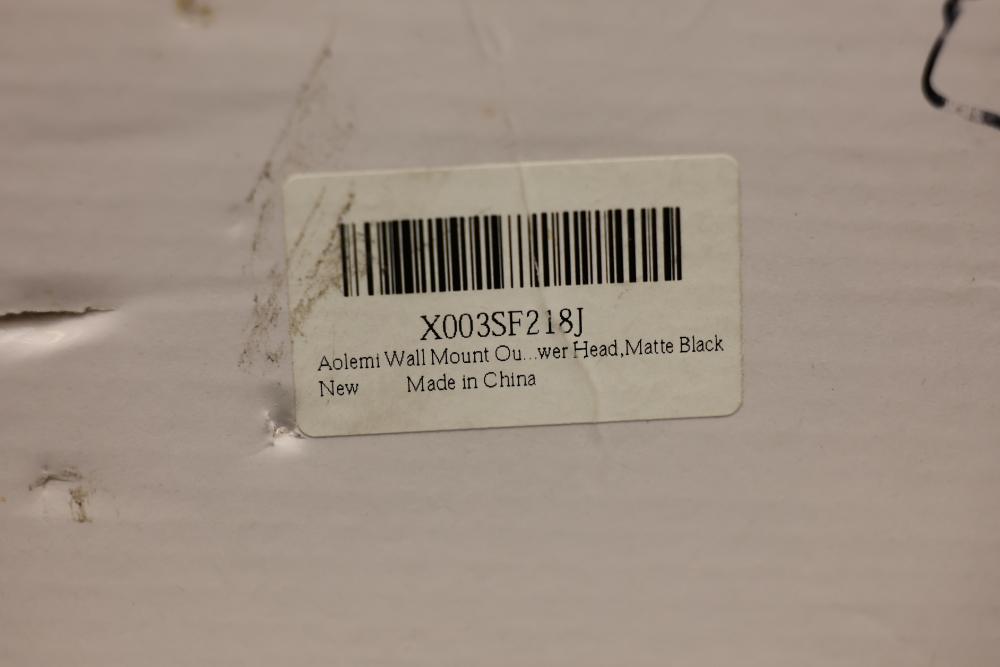 X003SF218J
Aolemi Wall Mount Ou...wer Head,Matte Black
New Made in China